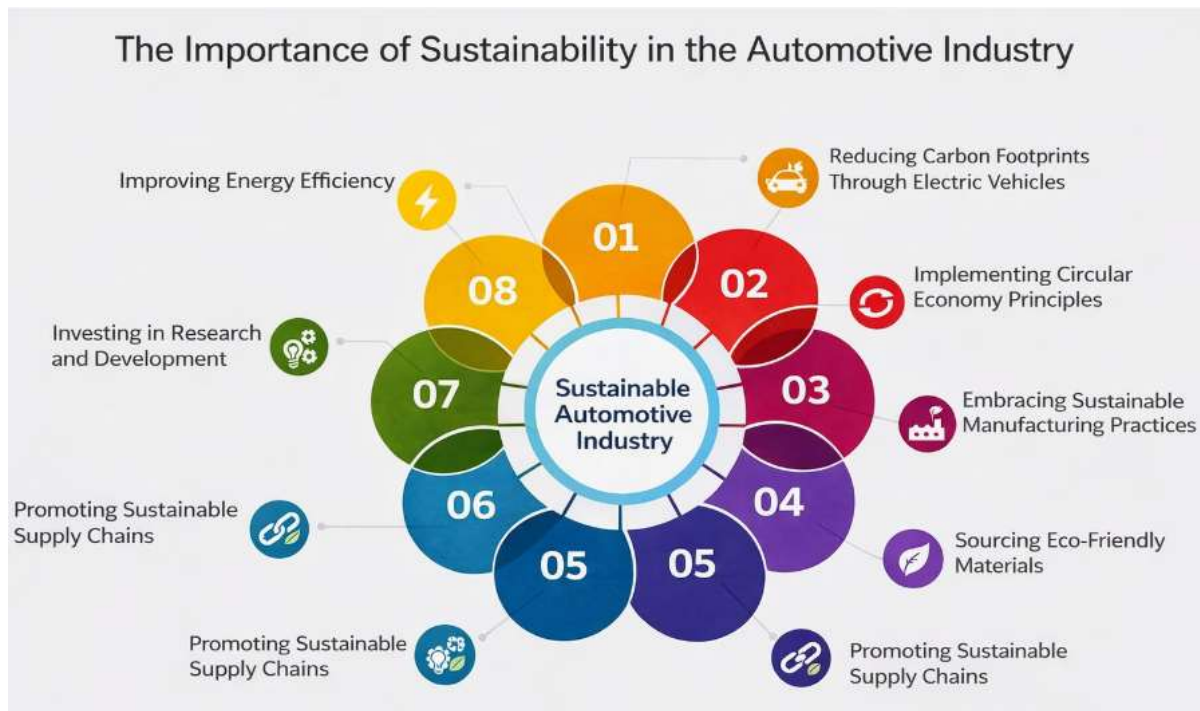 The Importance of Sustainability in the Automotive Industry
01
Reducing Carbon Footprints
Through Electric Vehicles
02
Implementing Circular
Economy Principles
03
Embracing Sustainable
Manufacturing Practices
04
Sourcing Eco-Friendly
Materials
05
Promoting Sustainable
Supply Chains
05
Promoting Sustainable
Supply Chains
06
Promoting Sustainable
Supply Chains
07
Investing in Research
and Development
08
Improving Energy Efficiency
Sustainable
Automotive
Industry